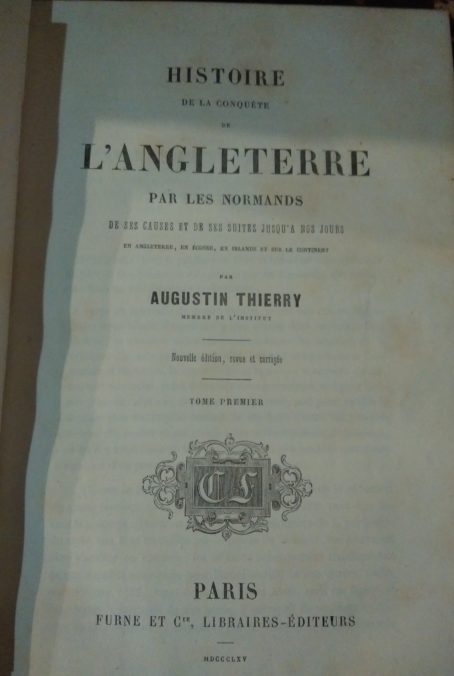 HISTOIRE
DE LA CONQUÊTE
DE
L'ANGLETERRE
PAR LES NORMANDS
DE SES CAUSES ET DE SES SUITES JUSQU'A NOS JOURS
EN ANGLETERRE, EN ÉCOSSE, EN IRLANDE ET SUR LE CONTINENT
PAR
AUGUSTIN THIERRY
MEMBRE DE L'INSTITUT
Nouvelle édition, revue et corrigée
TOME PREMIER
PARIS
FURNE ET Cie, LIBRAIRES-ÉDITEURS
MDCCCLXV